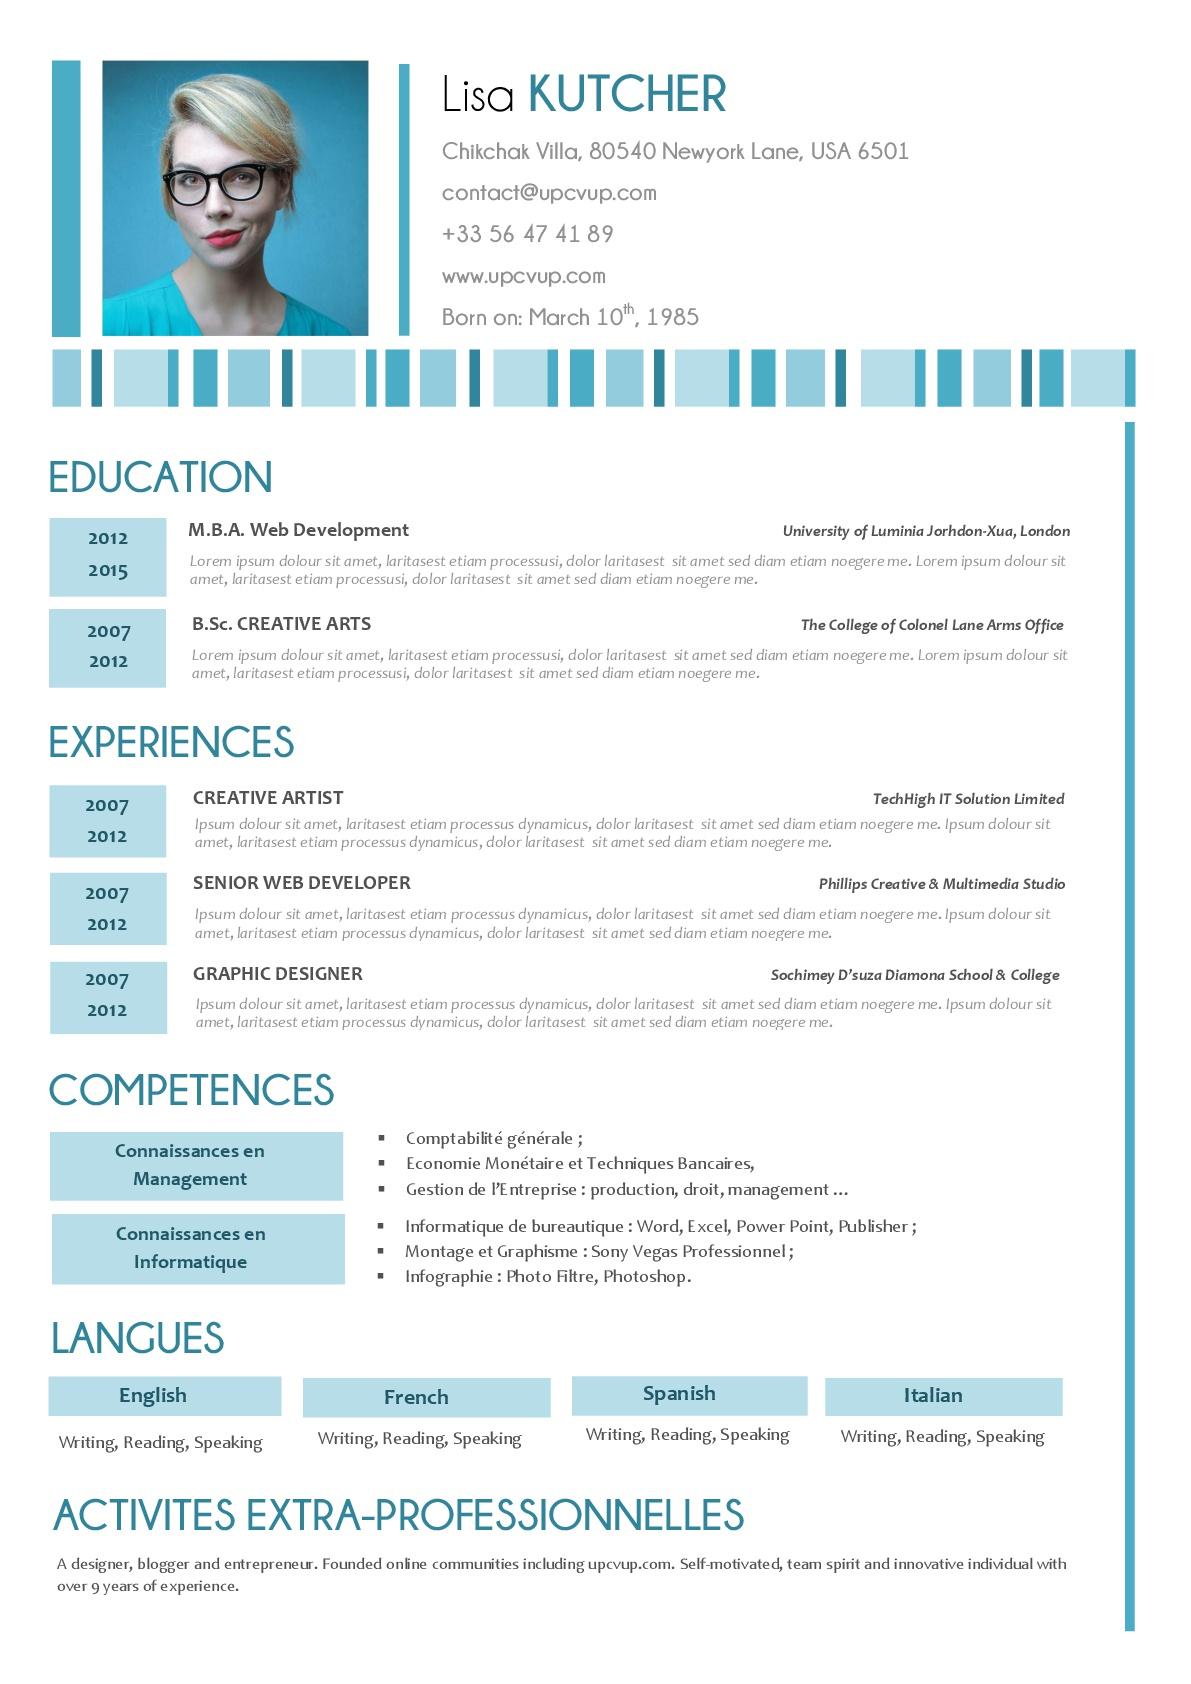 Lisa KUTCHER
Chikchak Villa, 80540 Newyork Lane, USA 6501
contact@upcvup.com
+33 56 47 41 89
www.upcvup.com
Born on: March 10th, 1985
EDUCATION
2012
2015
M.B.A. Web Development
University of Luminia Jorhdon-Xua, London
Lorem ipsum dolour sit amet, laritasest etiam processusi, dolor laritasest sit amet sed diam etiam noegere me. Lorem ipsum dolour sit
amet, laritasest etiam processusi, dolor laritasest sit amet sed diam etiam noegere me.
2007
2012
B.Sc. CREATIVE ARTS
The College of Colonel Lane Arms Office
Lorem ipsum dolour sit amet, laritasest etiam processusi, dolor laritasest sit amet sed diam etiam noegere me. Lorem ipsum dolour sit
amet, laritasest etiam processusi, dolor laritasest sit amet sed diam etiam noegere me.
EXPERIENCES
2007
2012
CREATIVE ARTIST
TechHigh IT Solution Limited
Ipsum dolour sit amet, laritasest etiam processus dynamicus, dolor laritasest sit amet sed diam etiam noegere me. Ipsum dolour sit
amet, laritasest etiam processus dynamicus, dolor laritasest sit amet sed diam etiam noegere me.
2007
2012
SENIOR WEB DEVELOPER
Phillips Creative & Multimedia Studio
Ipsum dolour sit amet, laritasest etiam processus dynamicus, dolor laritasest sit amet sed diam etiam noegere me. Ipsum dolour sit
amet, laritasest etiam processus dynamicus, dolor laritasest sit amet sed diam etiam noegere me.
2007
2012
GRAPHIC DESIGNER
Sochimey D'suza Diamona School & College
Ipsum dolour sit amet, laritasest etiam processus dynamicus, dolor laritasest sit amet sed diam etiam noegere me. Ipsum dolour sit
amet, laritasest etiam processus dynamicus, dolor laritasest sit amet sed diam etiam noegere me.
COMPETENCES
Connaissances en
Management
▪ Comptabilité générale ;
▪ Economie Monétaire et Techniques Bancaires,
▪ Gestion de l'Entreprise : production, droit, management ...
Connaissances en
Informatique
▪ Informatique de bureautique : Word, Excel, Power Point, Publisher ;
▪ Montage et Graphisme : Sony Vegas Professionnel ;
▪ Infographie : Photo Filtre, Photoshop.
LANGUES
English
Writing, Reading, Speaking
French
Writing, Reading, Speaking
Spanish
Writing, Reading, Speaking
Italian
Writing, Reading, Speaking
ACTIVITES EXTRA-PROFESSIONNELLES
A designer, blogger and entrepreneur. Founded online communities including upcvup.com. Self-motivated, team spirit and innovative individual with
over 9 years of experience.